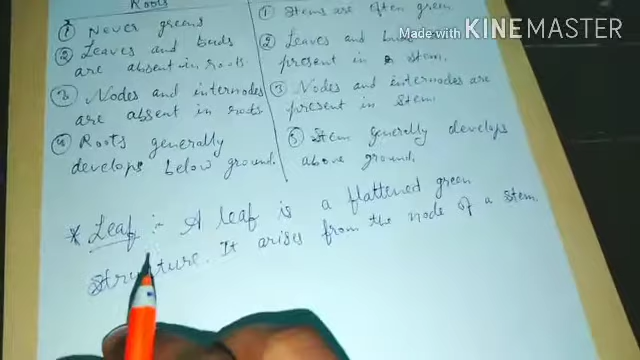 Roots
① Never greens
② Leaves and buds
are absent in roots
③ Nodes and internodes
are absent in roots.
④ Roots generally
develops below ground.
① Stems are often green
② Leaves and
present in stem.
③ Nodes and internodes are
present in stem.
⑤ Stem generally develops
above ground.
* Leaf :- A leaf is a flattened green
structure. It arises from the node of a stem.
Made with KINEMASTER